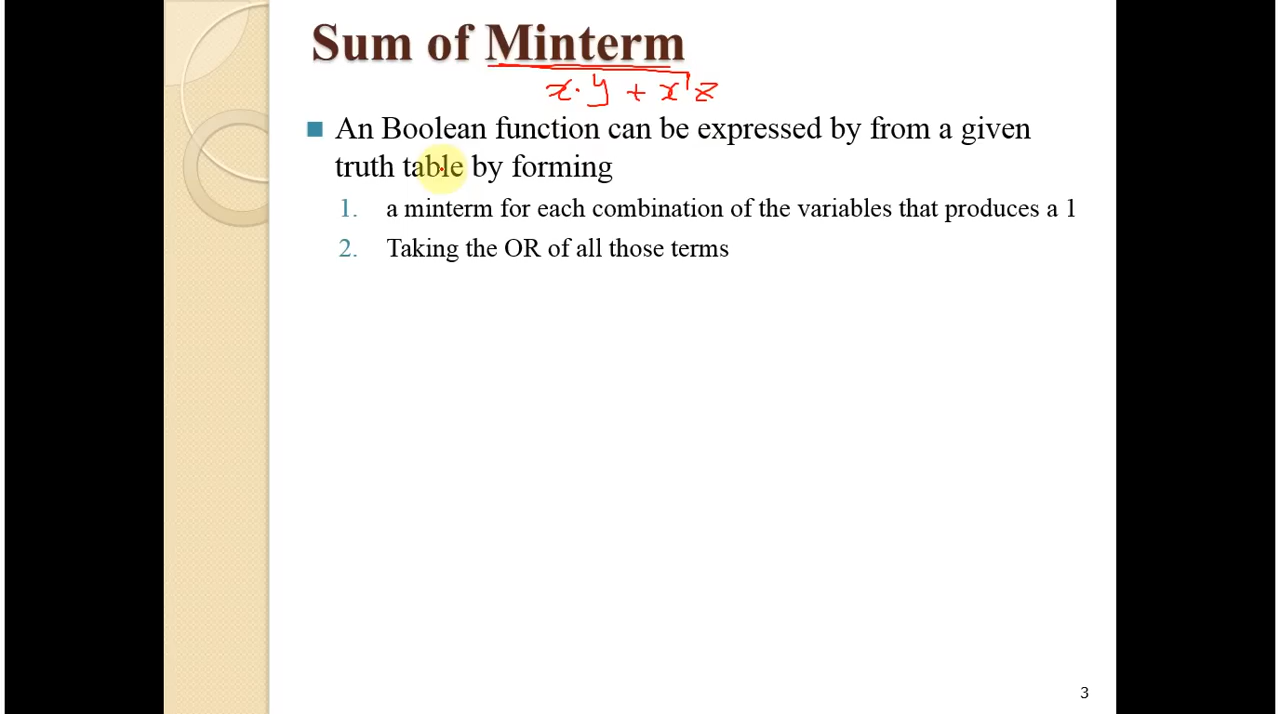 Sum of Minterm
x·y + x'z
An Boolean function can be expressed by from a given
truth table by forming
1. a minterm for each combination of the variables that produces a 1
2. Taking the OR of all those terms
3